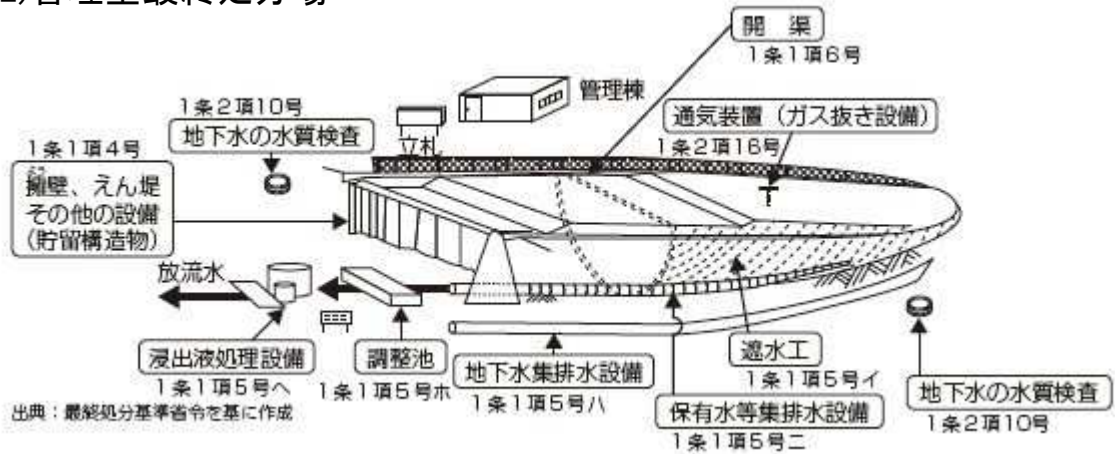 開 渠
1条1項6号
管理棟
1条2項10号
地下水の水質検査
立札
通気装置(ガス抜き設備)
1条2項16号
1条1項4号
擁壁、えん堤
その他の設備
(貯留構造物)
放流水
浸出液処理設備
1条1項5号ヘ
調整池
1条1項5号ホ
地下水集排水設備
1条1項5号ハ
遮水工
1条1項5号イ
保有水等集排水設備
1条1項5号ニ
地下水の水質検査
1条2項10号
出典:最終処分基準省令を基に作成